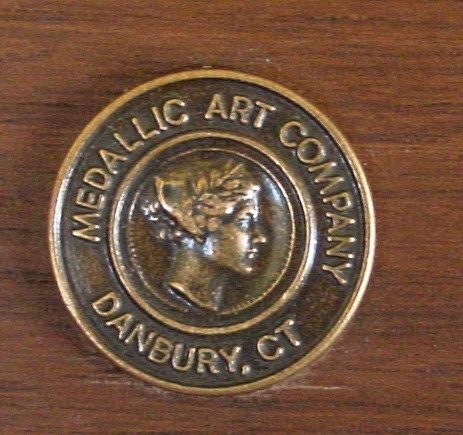 MEDALLIC ART COMPANY
DANBURY, CT